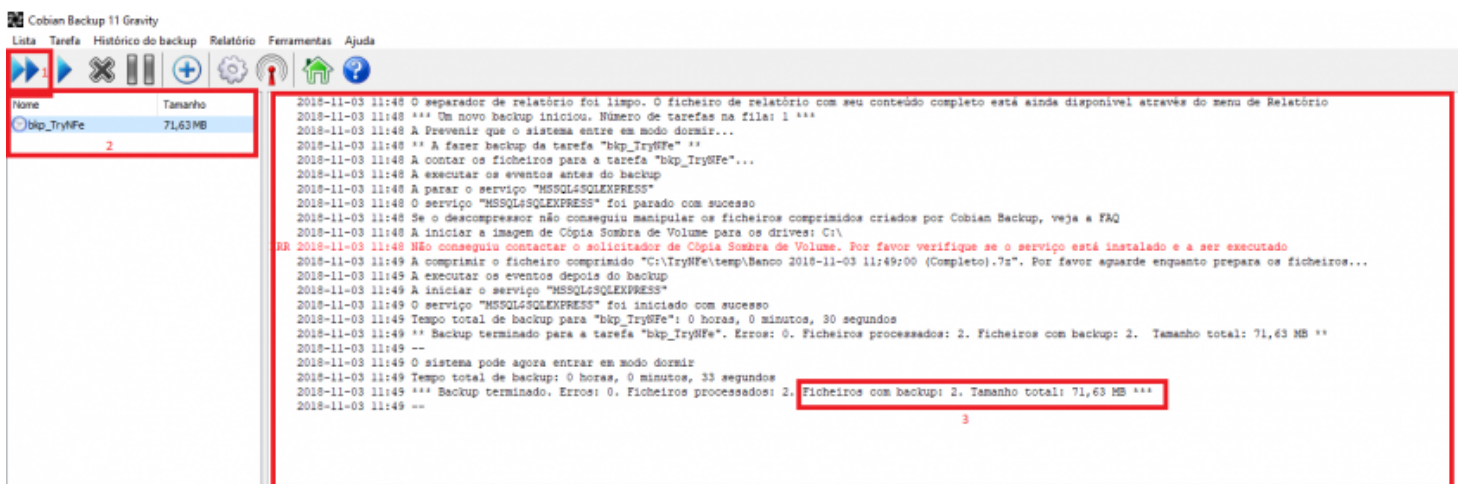 Cobian Backup 11 Gravity
Lista Tarefa Histórico do backup Relatório Ferramentas Ajuda
1
Nome Tamanho
bkp_TryNFe 71,63 MB
2
2018-11-03 11:48 O separador de relatório foi limpo. O ficheiro de relatório com seu conteúdo completo está ainda disponível através do menu de Relatório
2018-11-03 11:48 *** Um novo backup iniciou. Número de tarefas na fila: 1 ***
2018-11-03 11:48 A Prevenir que o sistema entre em modo dormir...
2018-11-03 11:48 ** A fazer backup da tarefa "bkp_TryNFe" **
2018-11-03 11:48 A contar os ficheiros para a tarefa "bkp_TryNFe"...
2018-11-03 11:48 A executar os eventos antes do backup
2018-11-03 11:48 A parar o serviço "MSSQL$SQLEXPRESS"
2018-11-03 11:48 O serviço "MSSQL$SQLEXPRESS" foi parado com sucesso
2018-11-03 11:48 Se o descompressor não conseguiu manipular os ficheiros comprimidos criados por Cobian Backup, veja a FAQ
2018-11-03 11:48 A iniciar a imagem de Cópia Sombra de Volume para os drives: C:\
RR 2018-11-03 11:48 Não conseguiu contactar o solicitador de Cópia Sombra de Volume. Por favor verifique se o serviço está instalado e a ser executado
2018-11-03 11:49 A comprimir o ficheiro comprimido "C:\TryNFe\temp\Banco 2018-11-03 11;49;00 (Completo).7z". Por favor aguarde enquanto prepara os ficheiros...
2018-11-03 11:49 A executar os eventos depois do backup
2018-11-03 11:49 A iniciar o serviço "MSSQL$SQLEXPRESS"
2018-11-03 11:49 O serviço "MSSQL$SQLEXPRESS" foi iniciado com sucesso
2018-11-03 11:49 Tempo total de backup para "bkp_TryNFe": 0 horas, 0 minutos, 30 segundos
2018-11-03 11:49 ** Backup terminado para a tarefa "bkp_TryNFe". Erros: 0. Ficheiros processados: 2. Ficheiros com backup: 2. Tamanho total: 71,63 MB **
2018-11-03 11:49 --
2018-11-03 11:49 O sistema pode agora entrar em modo dormir
2018-11-03 11:49 Tempo total de backup: 0 horas, 0 minutos, 33 segundos
2018-11-03 11:49 *** Backup terminado. Erros: 0. Ficheiros processados: 2. Ficheiros com backup: 2. Tamanho total: 71,63 MB ***
2018-11-03 11:49 --
3